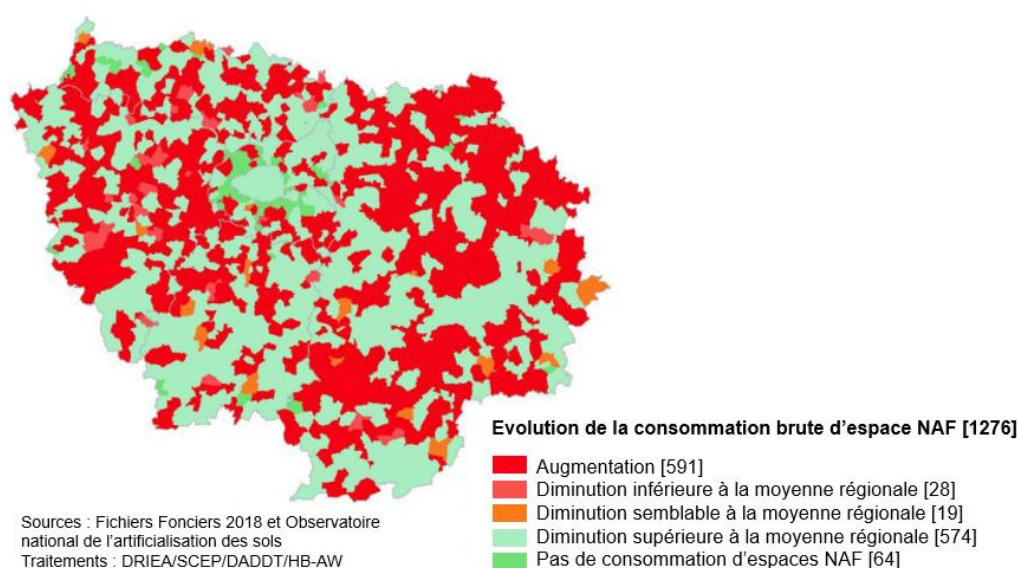 Evolution de la consommation brute d'espace NAF [1276]
Augmentation [591]
Diminution inférieure à la moyenne régionale [28]
Diminution semblable à la moyenne régionale [19]
Diminution supérieure à la moyenne régionale [574]
Pas de consommation d'espaces NAF [64]
Sources : Fichiers Fonciers 2018 et Observatoire
national de l'artificialisation des sols
Traitements : DRIEA/SCEP/DADDT/HB-AW